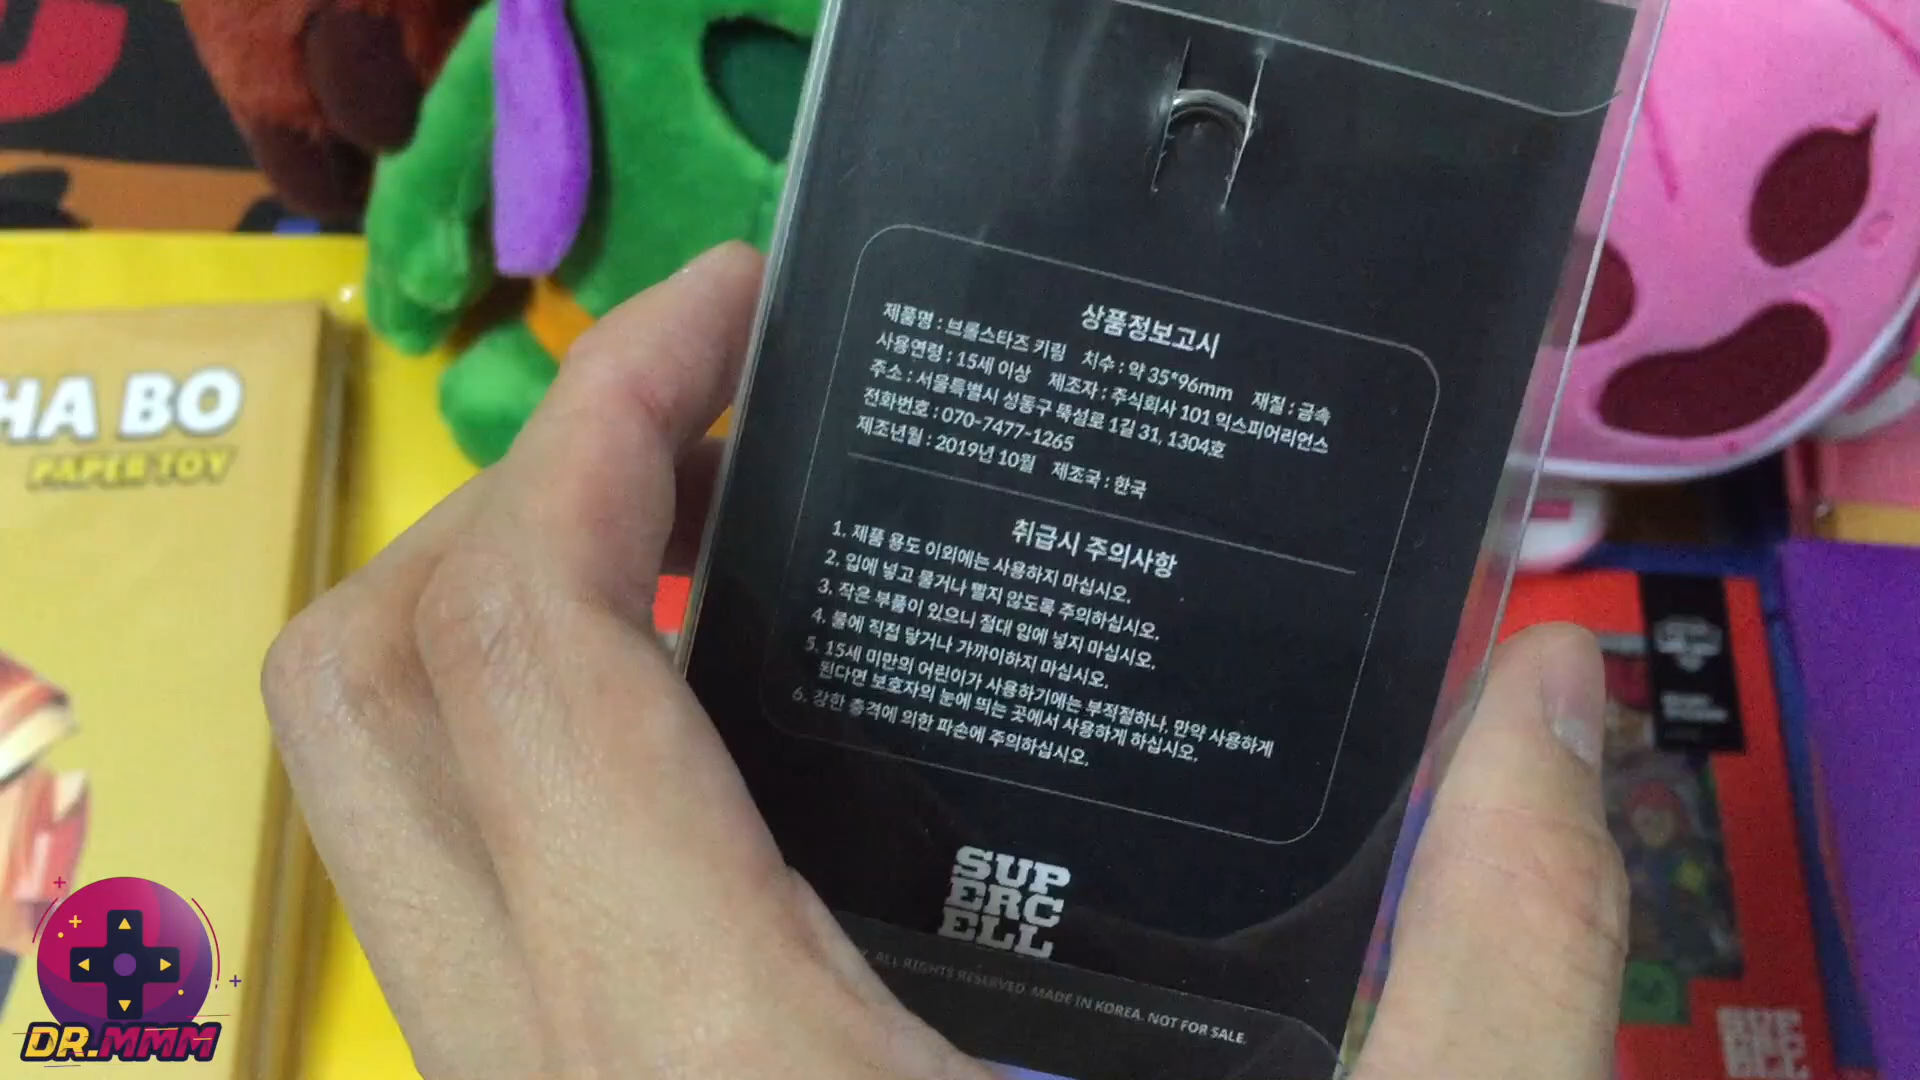 상품정보고시
제품명 : 브롤스타즈 키링 치수 : 약 35*96mm 재질 : 금속
사용연령 : 15세 이상 제조자 : 주식회사 101 익스피어리언스
주소 : 서울특별시 성동구 뚝섬로 1길 31, 1304호
전화번호 : 070-7477-1265
제조년월 : 2019년 10월 제조국 : 한국
취급시 주의사항
1. 제품 용도 이외에는 사용하지 마십시오.
2. 입에 넣고 물거나 빨지 않도록 주의하십시오.
3. 작은 부품이 있으니 절대 입에 넣지 마십시오.
4. 불에 직접 닿거나 가까이하지 마십시오.
5. 15세 미만의 어린이가 사용하기에는 부적절하나, 만약 사용하게
된다면 보호자의 눈에 띄는 곳에서 사용하게 하십시오.
6. 강한 충격에 의한 파손에 주의하십시오.
SUP
ERC
ELL
ALL RIGHTS RESERVED. MADE IN KOREA. NOT FOR SALE.
HA BO
PAPER TOY
SUP
ERC
ELL
DR.MMM